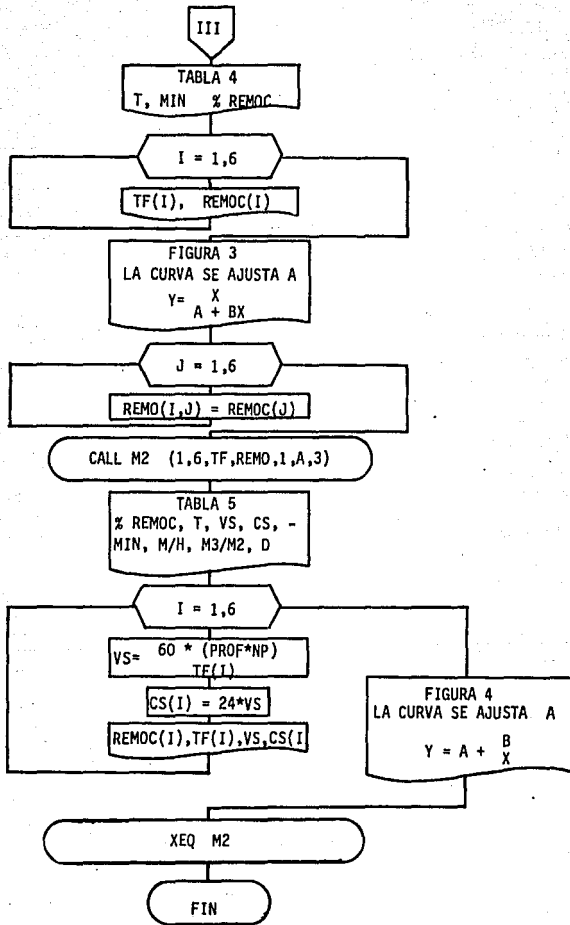 III
TABLA 4
T, MIN % REMOC
I = 1,6
TF(I), REMOC(I)
FIGURA 3
LA CURVA SE AJUSTA A
Y= X
A + BX
J = 1,6
REMO(I,J) = REMOC(J)
CALL M2 (1,6,TF,REMO,1,A,3)
TABLA 5
% REMOC, T, VS, CS, -
MIN, M/H, M3/M2, D
I = 1,6
VS= 60 * (PROF*NP)
TF(I)
CS(I) = 24*VS
REMOC(I),TF(I),VS,CS(I
FIGURA 4
LA CURVA SE AJUSTA A
Y = A + B
X
XEQ M2
FIN